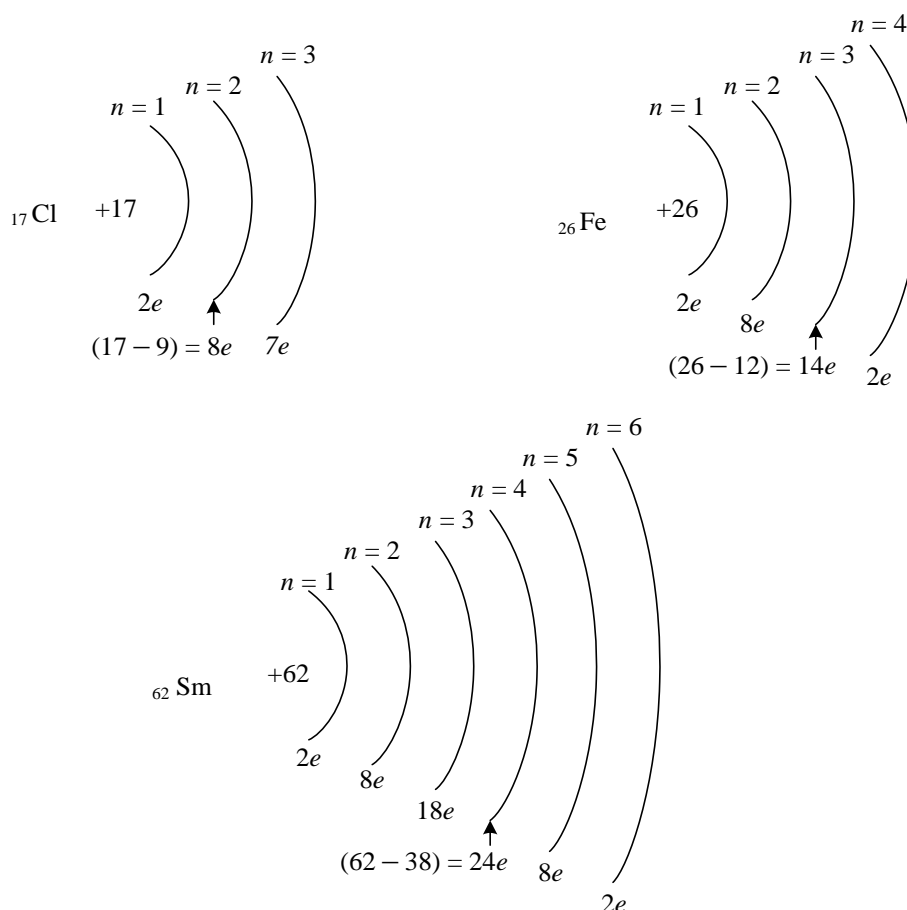 n = 1
n = 2
n = 3
₁₇Cl +17
2e
(17 − 9) = 8e
7e
n = 1
n = 2
n = 3
n = 4
₂₆Fe +26
2e
8e
(26 − 12) = 14e
2e
n = 1
n = 2
n = 3
n = 4
n = 5
n = 6
₆₂Sm +62
2e
8e
18e
(62 − 38) = 24e
8e
2e